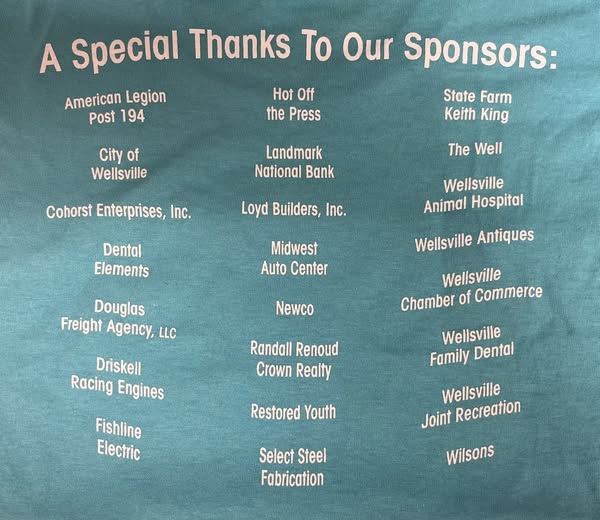 A Special Thanks To Our Sponsors:
American Legion
Post 194
City of
Wellsville
Cohorst Enterprises, Inc.
Dental
Elements
Douglas
Freight Agency, LLC
Driskell
Racing Engines
Fishline
Electric
Hot Off
the Press
Landmark
National Bank
Loyd Builders, Inc.
Midwest
Auto Center
Newco
Randall Renoud
Crown Realty
Restored Youth
Select Steel
Fabrication
State Farm
Keith King
The Well
Wellsville
Animal Hospital
Wellsville Antiques
Wellsville
Chamber of Commerce
Wellsville
Family Dental
Wellsville
Joint Recreation
Wilsons